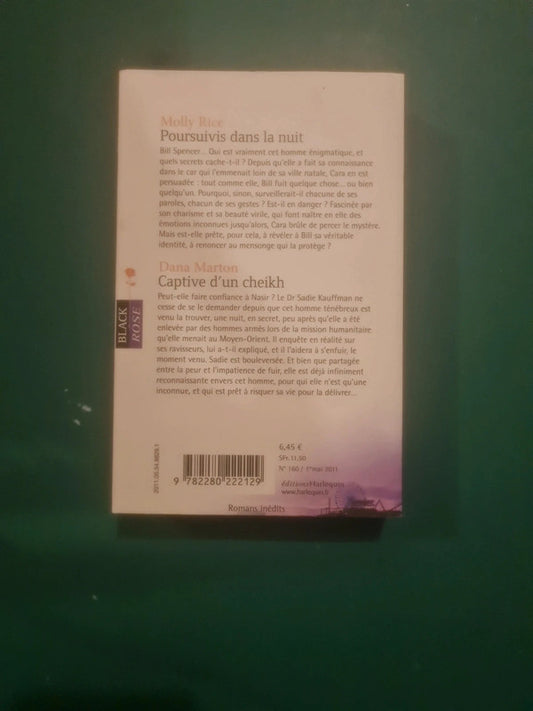 Molly Rice
Poursuivis dans la nuit
Bill Spencer... Qui est vraiment cet homme énigmatique, et
quels secrets cache-t-il ? Depuis qu'elle a fait sa connaissance
dans le car qui l'emmenait loin de sa ville natale, Cara en est
persuadée : tout comme elle, Bill fuit quelque chose... ou bien
quelqu'un. Pourquoi, sinon, surveillerait-il chacune de ses
paroles, chacun de ses gestes ? Est-il en danger ? Fascinée par
son charisme et sa beauté virile, qui font naître en elle des
émotions inconnues jusqu'alors, Cara brûle de percer le mystère.
Mais est-elle prête, pour cela, à révéler à Bill sa véritable
identité, à renoncer au mensonge qui la protège ?
Dana Marton
Captive d'un cheikh
Peut-elle faire confiance à Nasir ? Le Dr Sadie Kauffman ne
cesse de se le demander depuis que cet homme ténébreux est
venu la trouver, une nuit, en secret, peu après qu'elle a été
enlevée par des hommes armés lors de la mission humanitaire
qu'elle menait au Moyen-Orient. Il enquête en réalité sur
ses ravisseurs, lui a-t-il expliqué, et il l'aidera à s'enfuir, le
moment venu. Sadie est bouleversée. Et bien que partagée
entre la peur et l'impatience de fuir, elle est déjà infiniment
reconnaissante envers cet homme, pour qui elle n'est qu'une
inconnue, et qui est prêt à risquer sa vie pour la délivrer...
BLACK
ROSE
6,45 €
SFr.11,50
N° 160 / 1er mai 2011
éditions Harlequin
www.harlequin.fr
9 782280 222129
Romans inédits